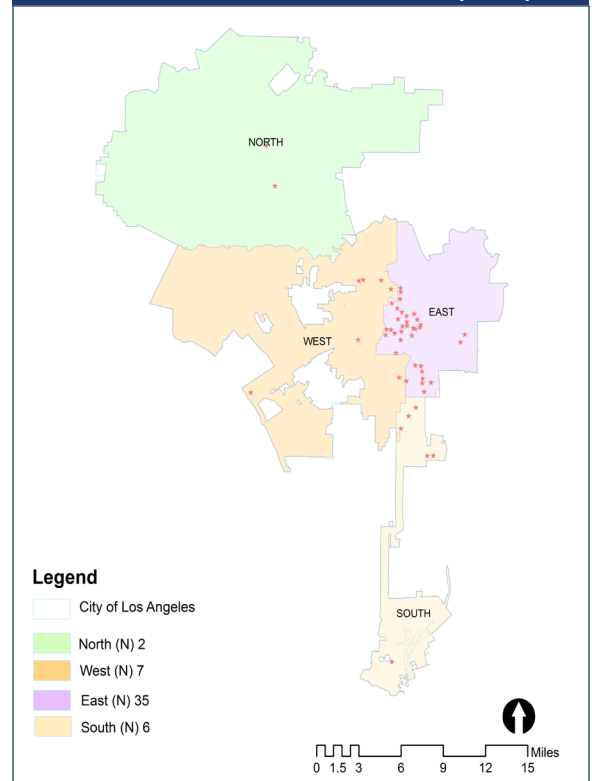 NORTH
EAST
WEST
SOUTH
Legend
City of Los Angeles
North (N) 2
West (N) 7
East (N) 35
South (N) 6
Miles
0 1.5 3 6 9 12 15